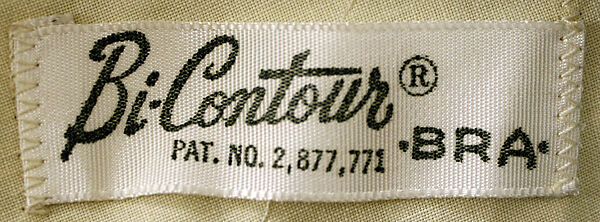 Bi-Contour®
PAT. NO. 2,877,771 ·BRA·